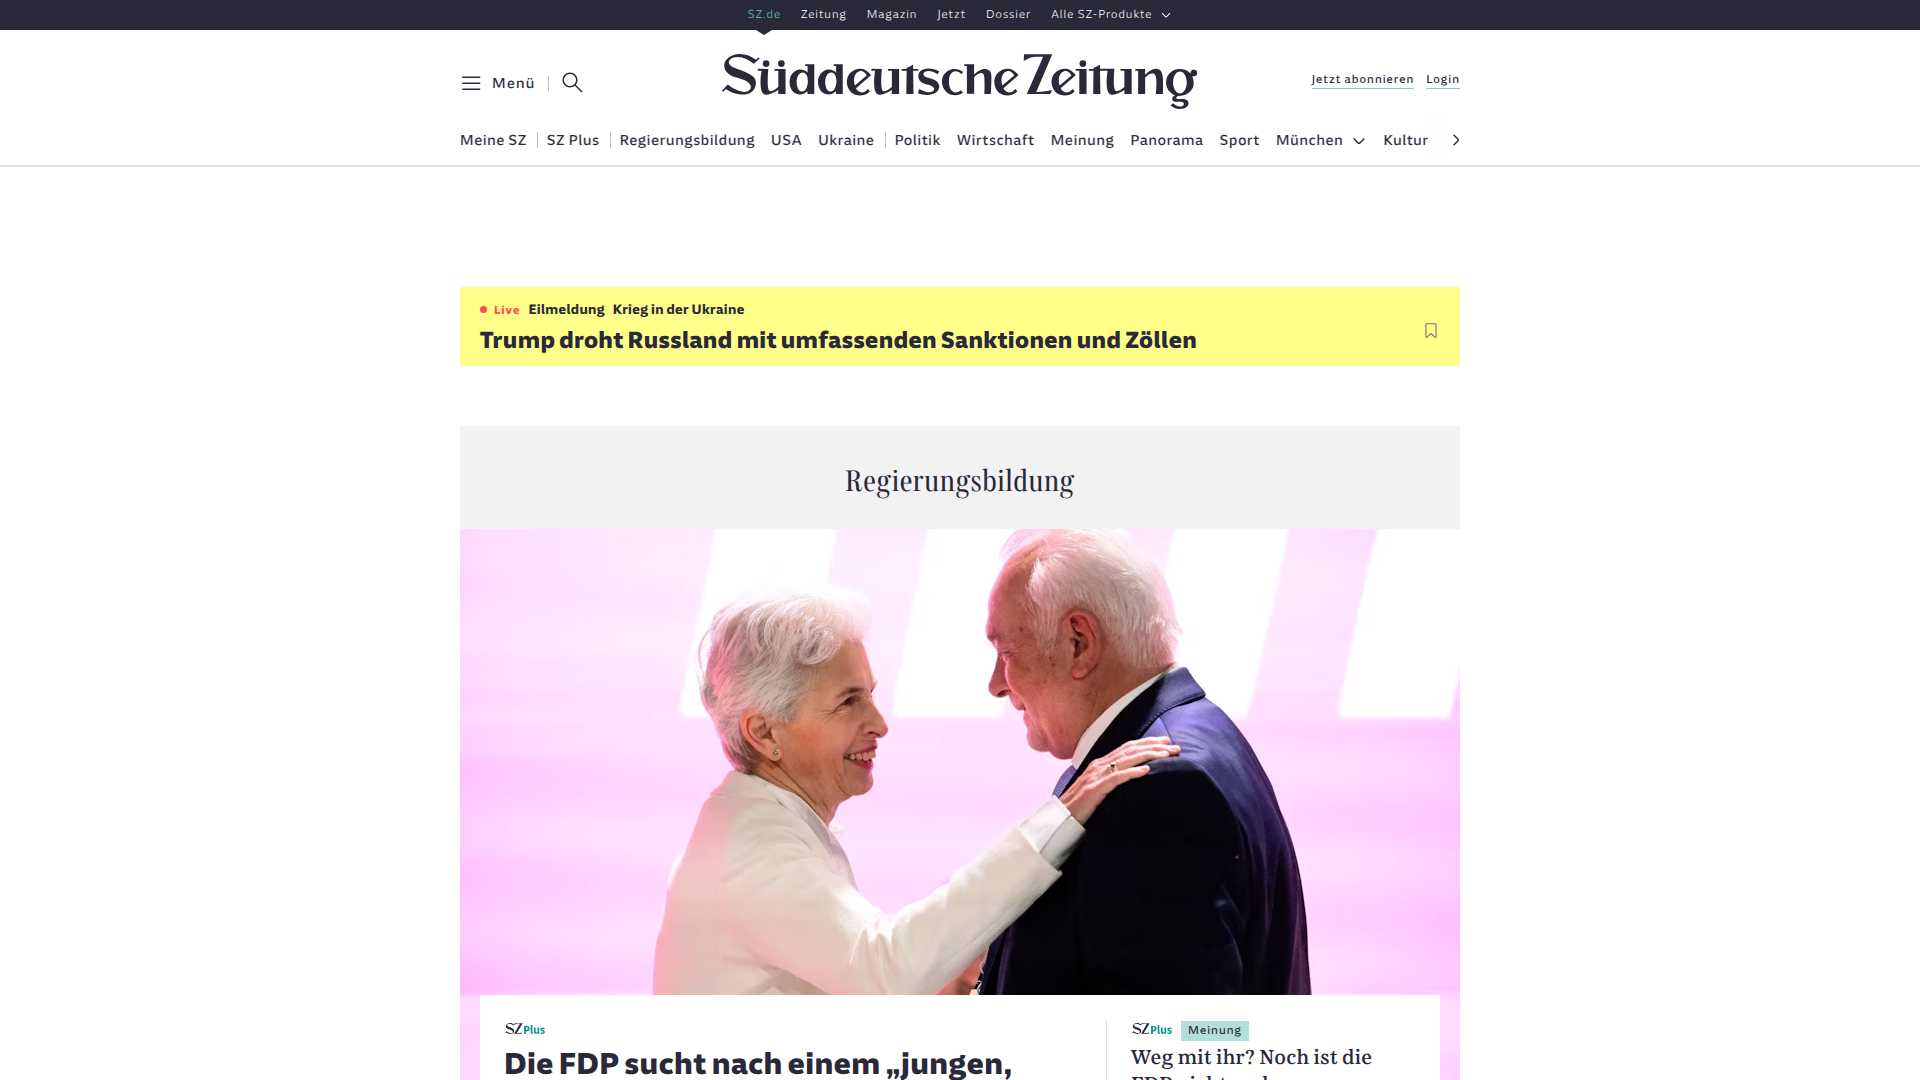 SZ.de Zeitung Magazin Jetzt Dossier Alle SZ-Produkte
Menü
Süddeutsche Zeitung
Jetzt abonnieren Login
Meine SZ SZ Plus Regierungsbildung USA Ukraine Politik Wirtschaft Meinung Panorama Sport München Kultur
Live Eilmeldung Krieg in der Ukraine
Trump droht Russland mit umfassenden Sanktionen und Zöllen
Regierungsbildung
SZ Plus
Die FDP sucht nach einem „jungen,
SZ Plus Meinung
Weg mit ihr? Noch ist die